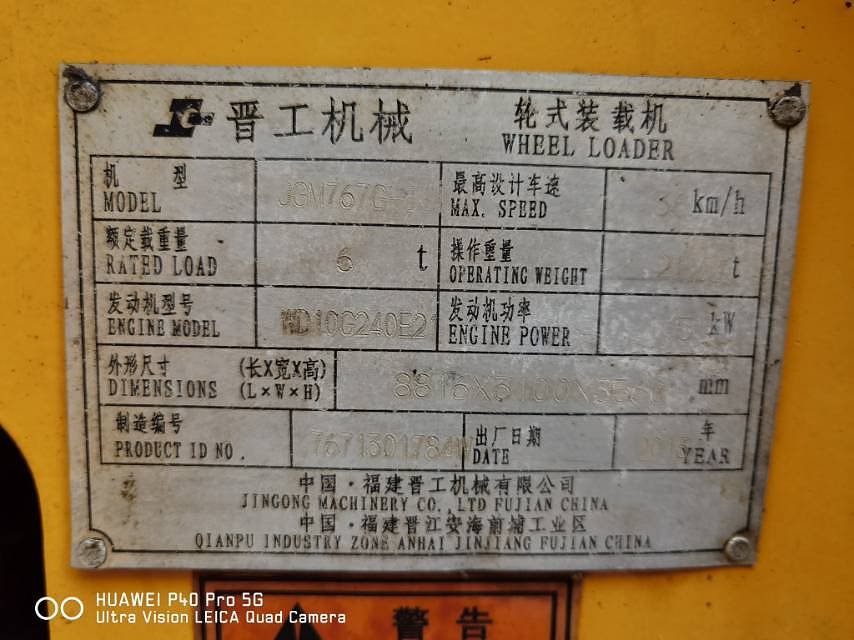 晋工机械 轮式装载机
WHEEL LOADER
机 型 最高设计车速
MODEL MAX. SPEED km/h
额定载重量 操作重量
RATED LOAD 6 t OPERATING WEIGHT t
发动机型号 发动机功率
ENGINE MODEL WD10G240E21 ENGINE POWER kW
外形尺寸 (长X宽X高)
DIMENSIONS (L×W×H) mm
制造编号 出厂日期 年
PRODUCT ID NO. DATE YEAR
中国·福建晋工机械有限公司
JINGONG MACHINERY CO., LTD FUJIAN CHINA
中国·福建晋江安海前埔工业区
QIANPU INDUSTRY ZONE ANHAI JINJIANG FUJIAN CHINA
警告
HUAWEI P40 Pro 5G
Ultra Vision LEICA Quad Camera